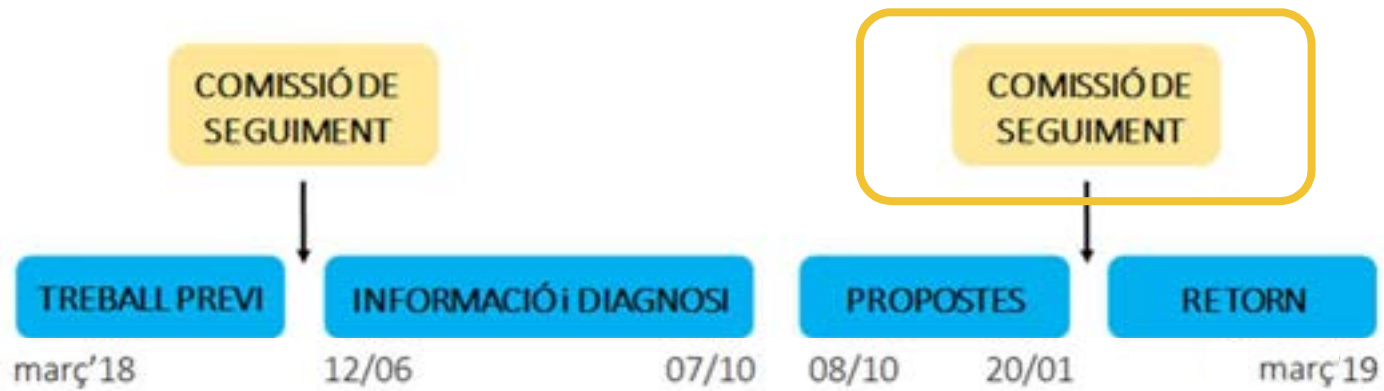 COMISSIÓ DE
SEGUIMENT
COMISSIÓ DE
SEGUIMENT
TREBALL PREVI
INFORMACIÓ i DIAGNOSI
PROPOSTES
RETORN
març'18
12/06
07/10
08/10
20/01
març'19